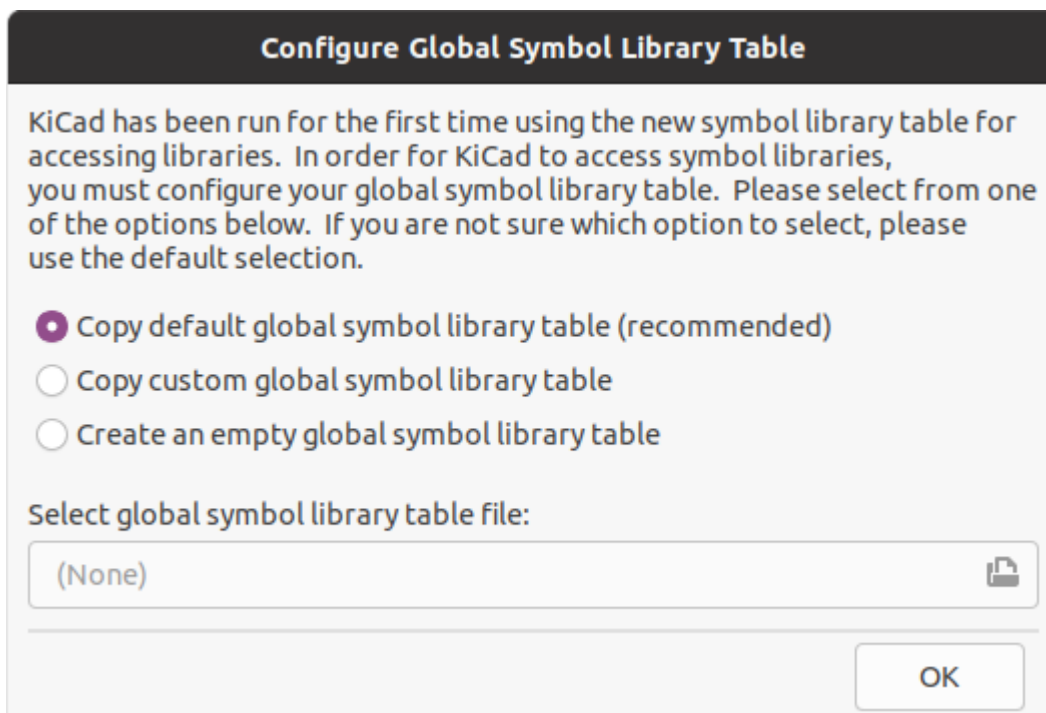 Configure Global Symbol Library Table
KiCad has been run for the first time using the new symbol library table for
accessing libraries.  In order for KiCad to access symbol libraries,
you must configure your global symbol library table.  Please select from one
of the options below.  If you are not sure which option to select, please
use the default selection.
Copy default global symbol library table (recommended)
Copy custom global symbol library table
Create an empty global symbol library table
Select global symbol library table file:
(None)
OK